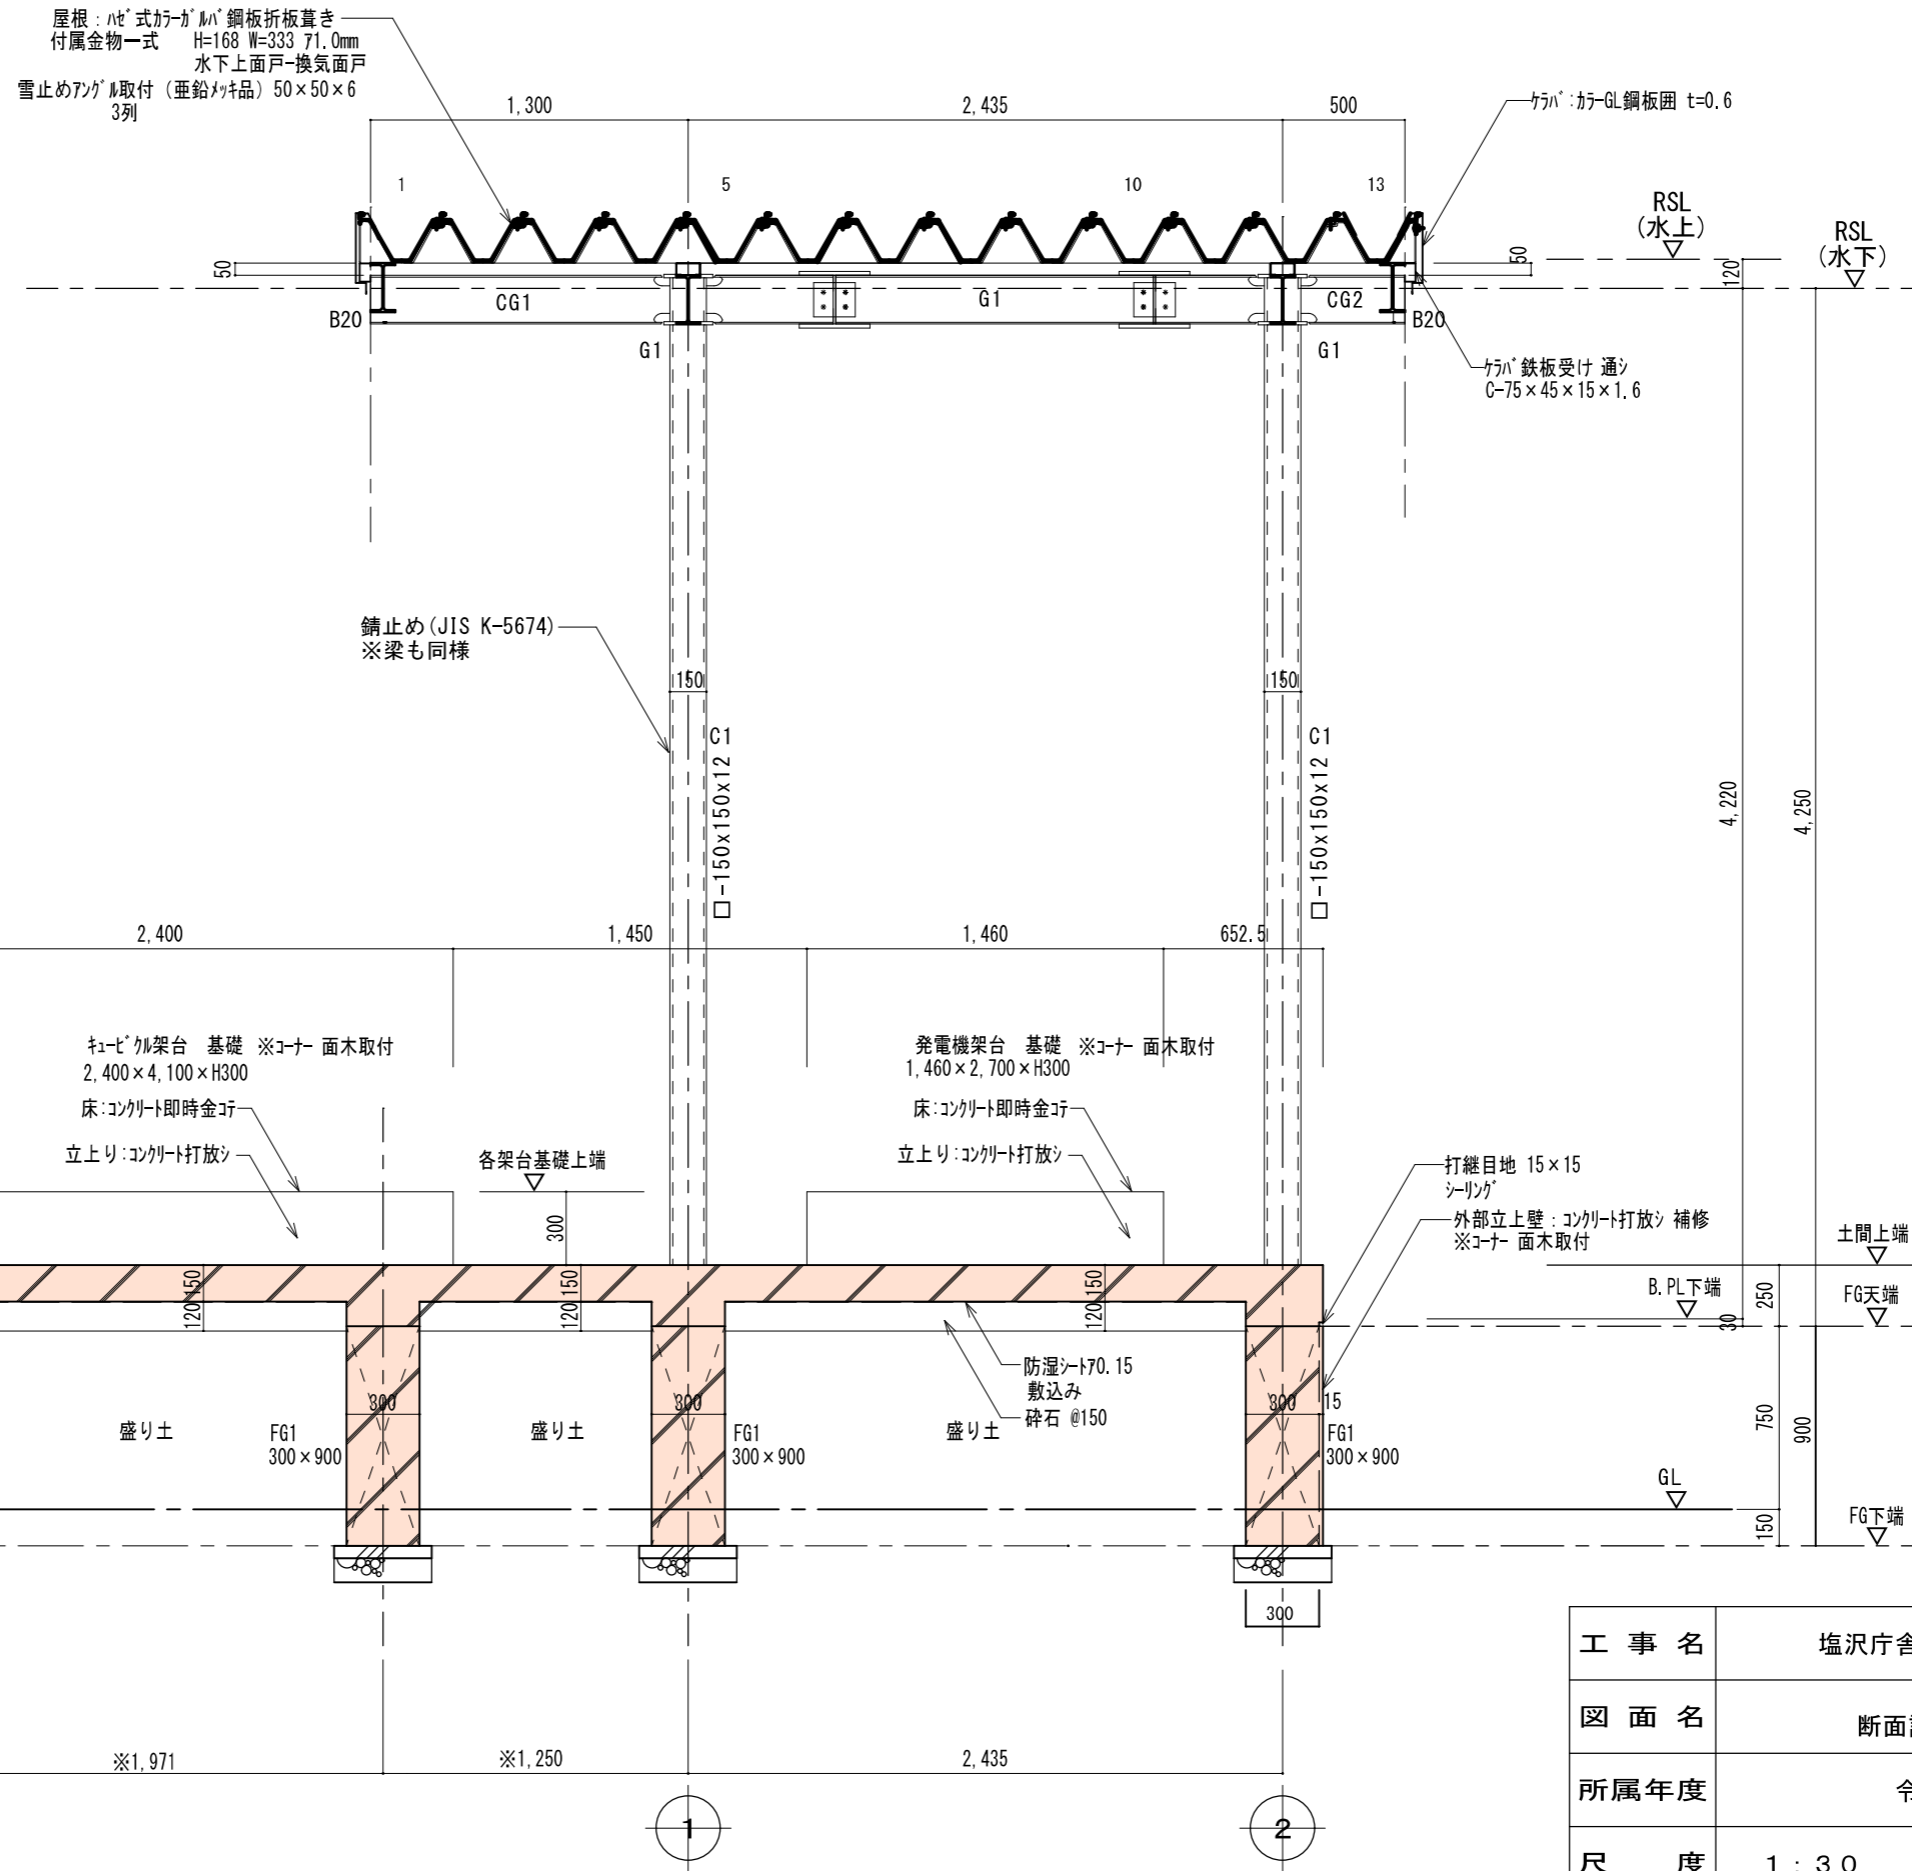 屋根：ﾊｾﾞ式ｶﾗｰｶﾞﾙﾊﾞ鋼板折板葺き
付属金物一式 H=168 W=333 ｱ1.0mm
水下上面戸-換気面戸
雪止めｱﾝｸﾞﾙ取付（亜鉛ﾒｯｷ品）50×50×6
3列
1,300
2,435
500
ｹﾗﾊﾞ:ｶﾗｰGL鋼板囲 t=0.6
1
5
10
13
RSL
(水上)
RSL
(水下)
50
50
120
CG1
G1
CG2
B20
B20
G1
G1
ｹﾗﾊﾞ鉄板受け 通ｼ
C-75×45×15×1.6
錆止め(JIS K-5674)
※梁も同様
150
150
C1
□-150x150x12
C1
□-150x150x12
4,220
4,250
2,400
1,450
1,460
652.5
ｷｭｰﾋﾞｸﾙ架台 基礎 ※ｺｰﾅｰ 面木取付
2,400×4,100×H300
床:ｺﾝｸﾘｰﾄ即時金ｺﾃ
立上り:ｺﾝｸﾘｰﾄ打放ｼ
各架台基礎上端
300
発電機架台 基礎 ※ｺｰﾅｰ 面木取付
1,460×2,700×H300
床:ｺﾝｸﾘｰﾄ即時金ｺﾃ
立上り:ｺﾝｸﾘｰﾄ打放ｼ
打継目地 15×15
ｼｰﾘﾝｸﾞ
外部立上壁：ｺﾝｸﾘｰﾄ打放ｼ 補修
※ｺｰﾅｰ 面木取付
土間上端
B.PL下端
FG天端
250
30
150
120
150
120
150
120
防湿ｼｰﾄｱ0.15
敷込み
砕石 @150
300
300
300
15
盛り土
盛り土
盛り土
FG1
300×900
FG1
300×900
FG1
300×900
750
900
GL
150
FG下端
300
※1,971
※1,250
2,435
1
2
工 事 名 塩沢庁舎
図 面 名 断面
所属年度 令
尺 度 1：30